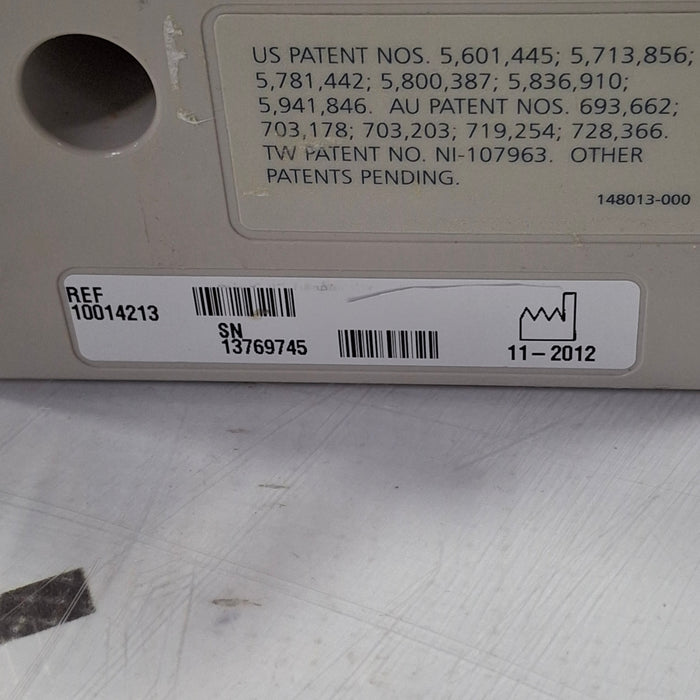 US PATENT NOS. 5,601,445; 5,713,856;
5,781,442; 5,800,387; 5,836,910;
5,941,846. AU PATENT NOS. 693,662;
703,178; 703,203; 719,254; 728,366.
TW PATENT NO. NI-107963. OTHER
PATENTS PENDING.
148013-000
REF
10014213
SN
13769745
11-2012